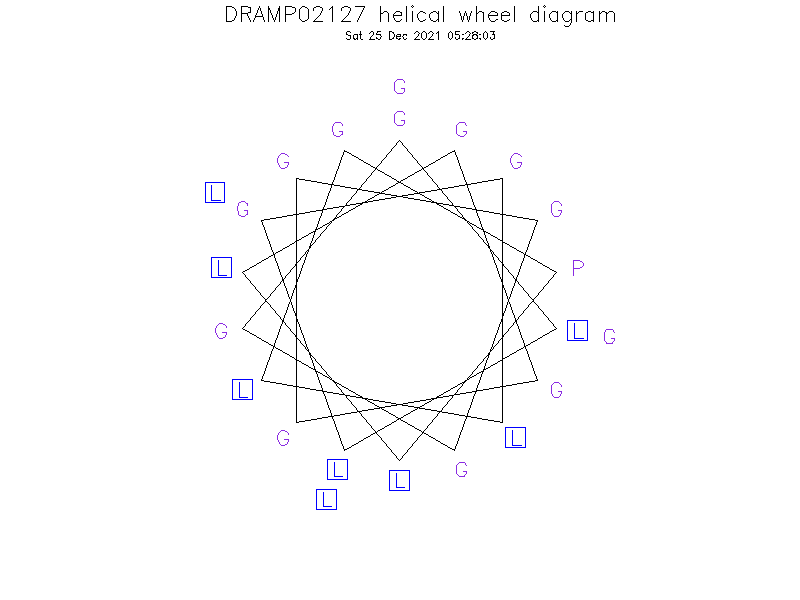 DRAMP02127 helical wheel diagram
Sat 25 Dec 2021 05:28:03
G
G
G G
G G
L
G G
L P
G L G
L G
G L
L L G
L